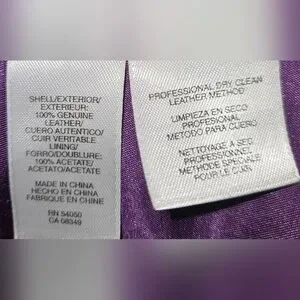 SHELL/EXTERIOR/
EXTERIEUR:
100% GENUINE
LEATHER/
CUERO AUTENTICO/
CUIR VERITABLE
LINING/
FORRO/DOUBLURE:
100% ACETATE/
ACETATO/ACETATE
MADE IN CHINA
HECHO EN CHINA
FABRIQUE EN CHINE
RN 54050
CA 08349
PROFESSIONAL DRY CLEAN
LEATHER METHOD
LIMPIEZA EN SECO
PROFESIONAL
METODO PARA CUERO
NETTOYAGE A SEC
PROFESSIONNEL
METHODE SPECIALE
POUR LE CUIR